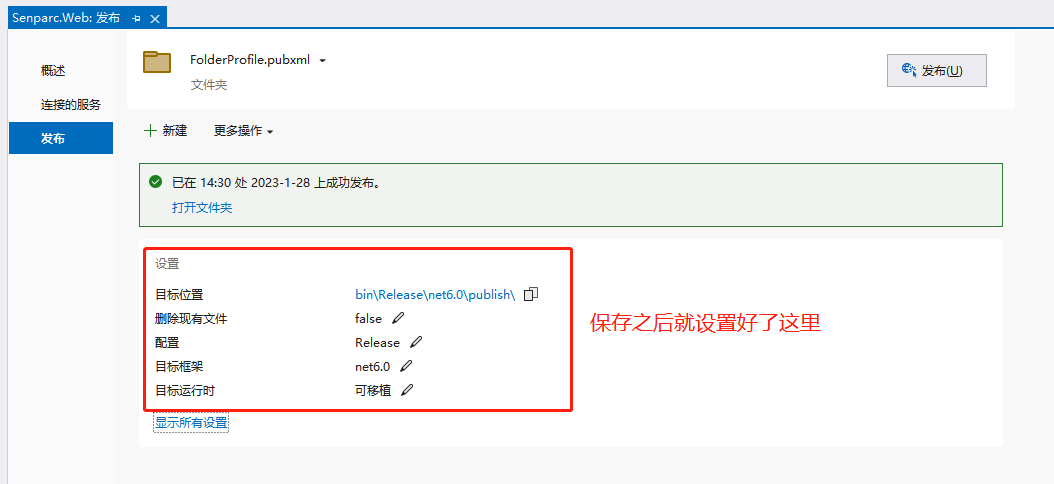 Senparc.Web: 发布
概述
连接的服务
发布
FolderProfile.pubxml
文件夹
发布(U)
新建
更多操作
已在 14:30 处 2023-1-28 上成功发布。
打开文件夹
设置
目标位置 bin\Release\net6.0\publish\
删除现有文件 false
配置 Release
目标框架 net6.0
目标运行时 可移植
显示所有设置
保存之后就设置好了这里